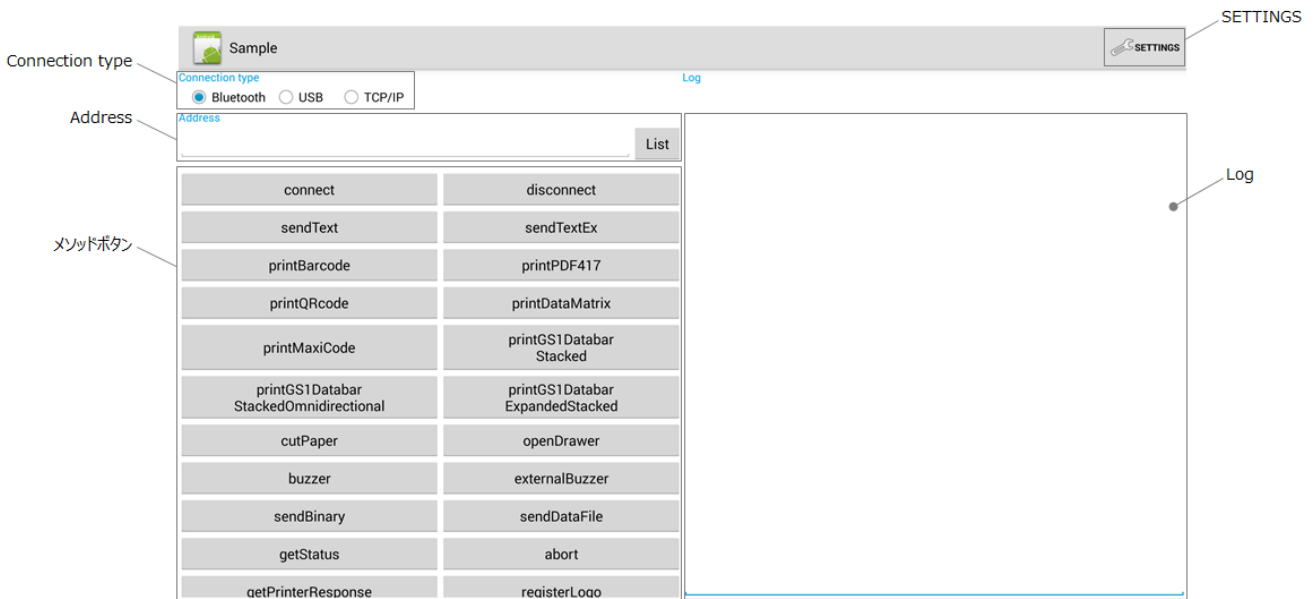 SETTINGS
Sample
SETTINGS
Connection type
Connection type
Log
Bluetooth USB TCP/IP
Address
Address
List
Log
connect disconnect
sendText sendTextEx
メソッドボタン
printBarcode printPDF417
printQRcode printDataMatrix
printMaxiCode
printGS1Databar
Stacked
printGS1Databar
StackedOmnidirectional
printGS1Databar
ExpandedStacked
cutPaper openDrawer
buzzer externalBuzzer
sendBinary sendDataFile
getStatus abort
getPrinterResponse registerLogo